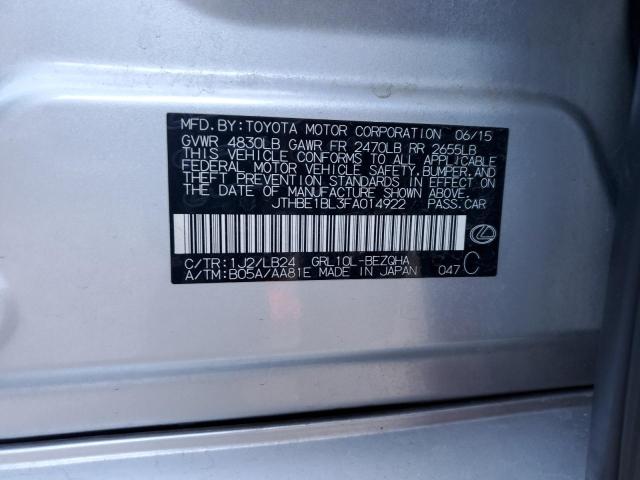 MFD. BY: TOYOTA MOTOR CORPORATION 06/15
GVWR 4830LB GAWR FR 2470LB RR 2655LB
THIS VEHICLE CONFORMS TO ALL APPLICABLE
FEDERAL MOTOR VEHICLE SAFETY, BUMPER, AND
THEFT PREVENTION STANDARDS IN EFFECT ON
THE DATE OF MANUFACTURE SHOWN ABOVE.
JTHBE1BL3FA014922 PASS. CAR
C/TR: 1J2/LB24 GRL10L-BEZQHA
A/TM: B05A/AA81E MADE IN JAPAN 047 C